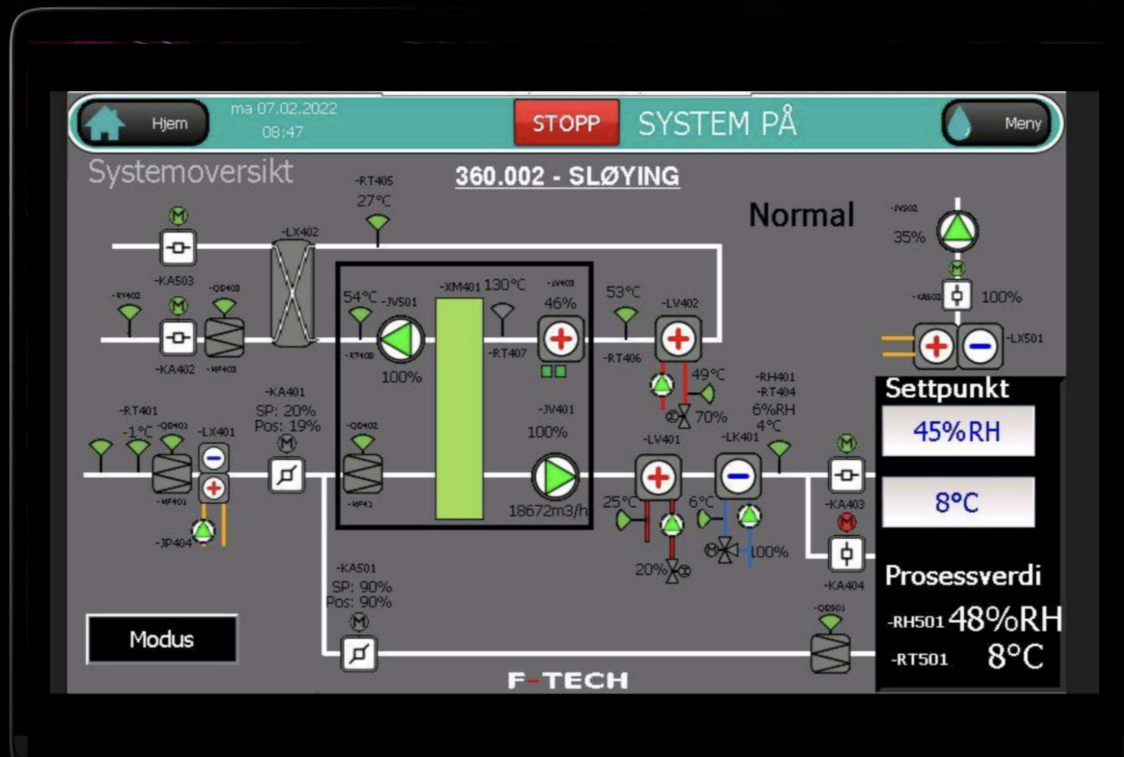 Hjem
ma 07.02.2022
08:47
STOPP
SYSTEM PÅ
Meny
Systemoversikt
360.002 - SLØYING
Normal
-RT405
27°C
-LX402
-KA503
-JV502
35%
100%
-LX501
-KA402
54°C
-JV501
100%
-XM401
130°C
-RT407
46%
53°C
-RT406
-LV402
49°C
70%
-RT401
-1°C
-LX401
-JP404
-KA401
SP: 20%
Pos: 19%
-JV401
100%
18672m3/h
-LV401
25°C
20%
-LK401
6°C
100%
-RH401
-RT404
6%RH
4°C
-KA403
-KA404
-KA501
SP: 90%
Pos: 90%
Settpunkt
45%RH
8°C
Prosessverdi
-RH501 48%RH
-RT501 8°C
Modus
F-TECH